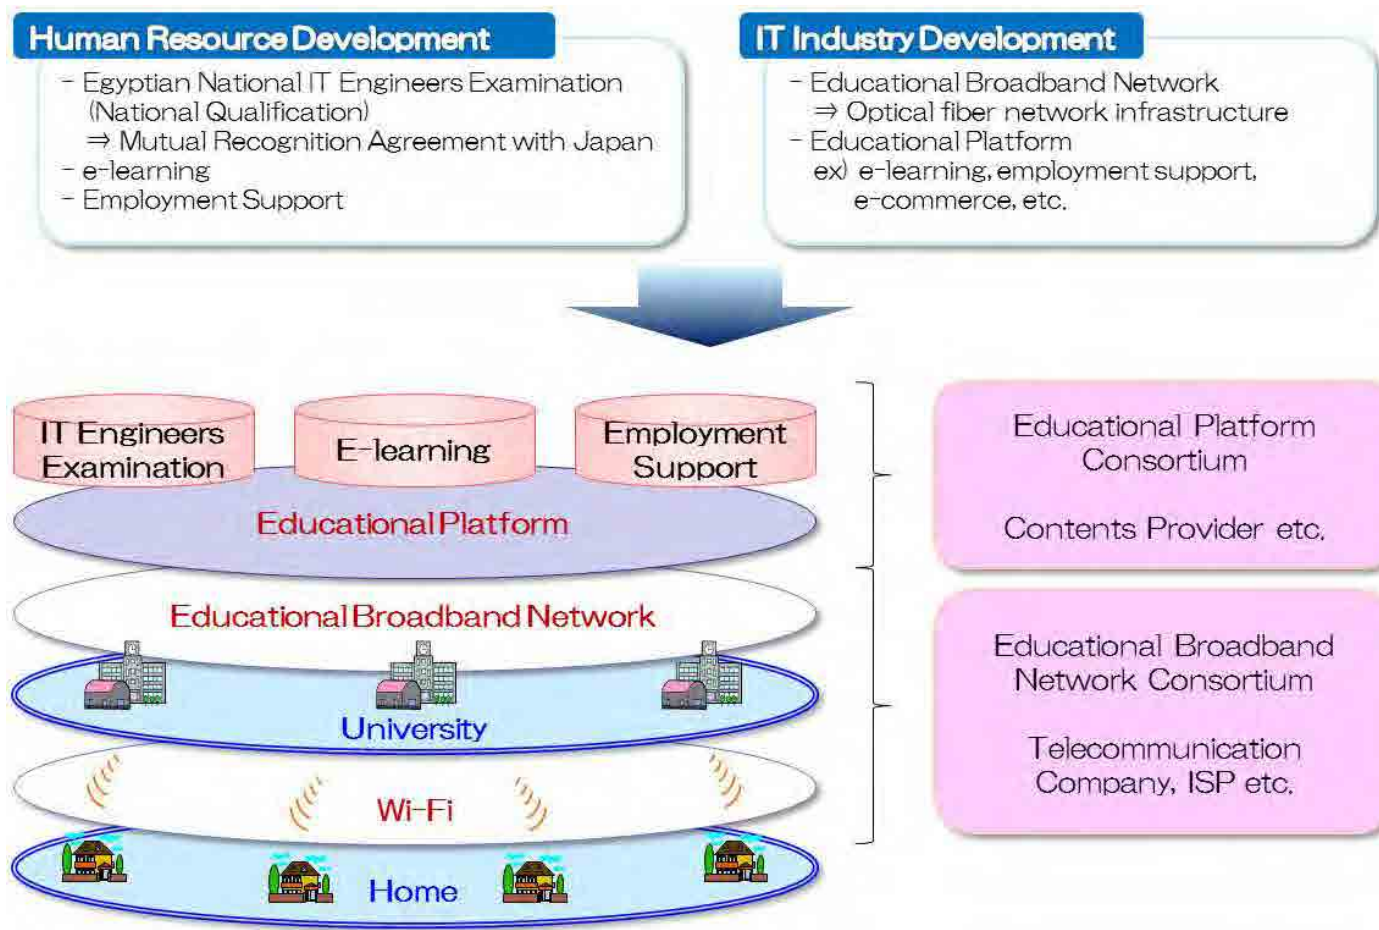 Human Resource Development
- Egyptian National IT Engineers Examination
(National Qualification)
⇒ Mutual Recognition Agreement with Japan
- e-learning
- Employment Support
IT Industry Development
- Educational Broadband Network
⇒ Optical fiber network infrastructure
- Educational Platform
ex) e-learning, employment support,
e-commerce, etc.
IT Engineers
Examination
E-learning
Employment
Support
Educational Platform
Educational Broadband Network
University
Wi-Fi
Home
Educational Platform
Consortium
Contents Provider etc.
Educational Broadband
Network Consortium
Telecommunication
Company, ISP etc.